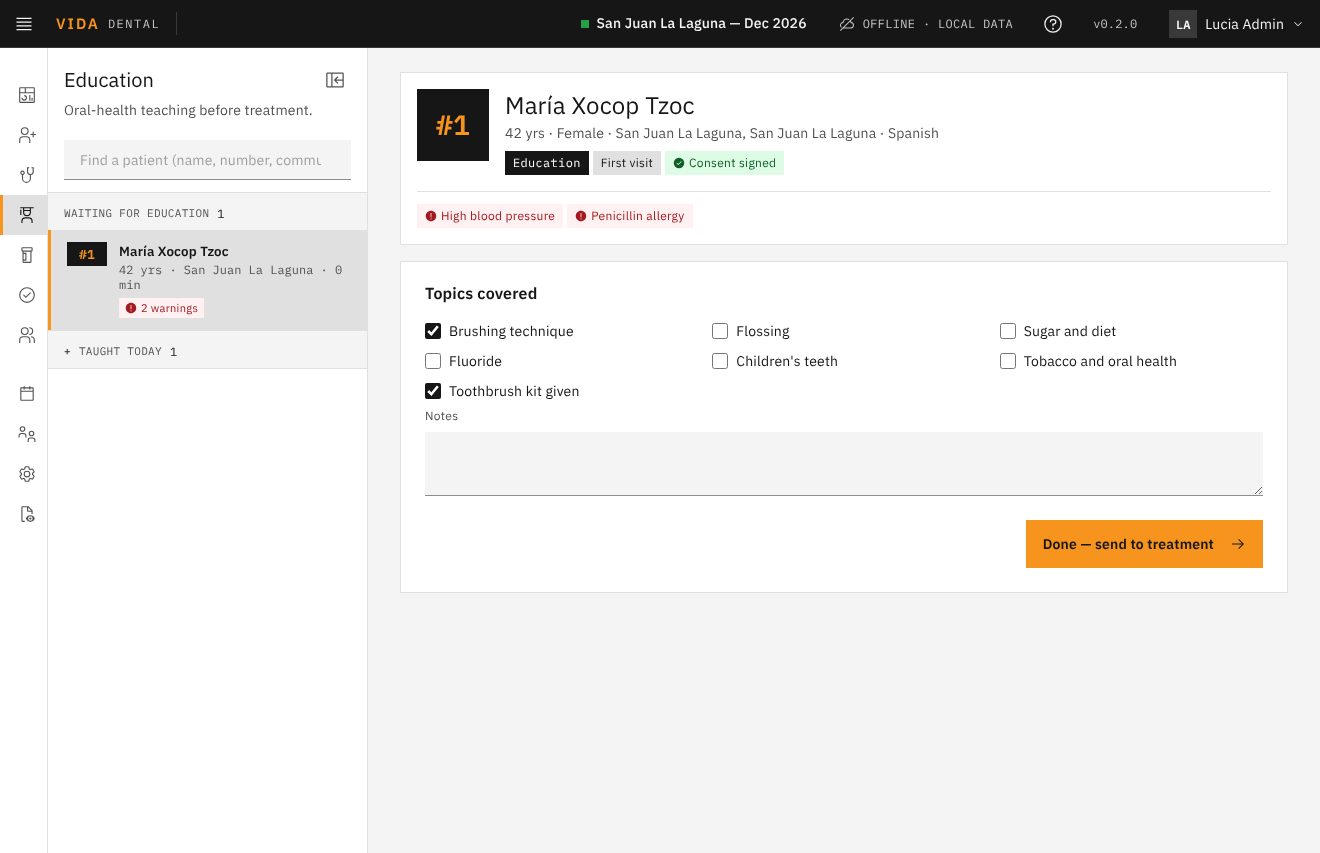 VIDA DENTAL
San Juan La Laguna — Dec 2026
OFFLINE · LOCAL DATA
v0.2.0
LA Lucia Admin
Education
Oral-health teaching before treatment.
Find a patient (name, number, commu
WAITING FOR EDUCATION 1
#1
María Xocop Tzoc
42 yrs · San Juan La Laguna · 0
min
2 warnings
+ TAUGHT TODAY 1
#1
María Xocop Tzoc
42 yrs · Female · San Juan La Laguna, San Juan La Laguna · Spanish
Education First visit Consent signed
High blood pressure Penicillin allergy
Topics covered
Brushing technique Flossing Sugar and diet
Fluoride Children's teeth Tobacco and oral health
Toothbrush kit given
Notes
Done — send to treatment